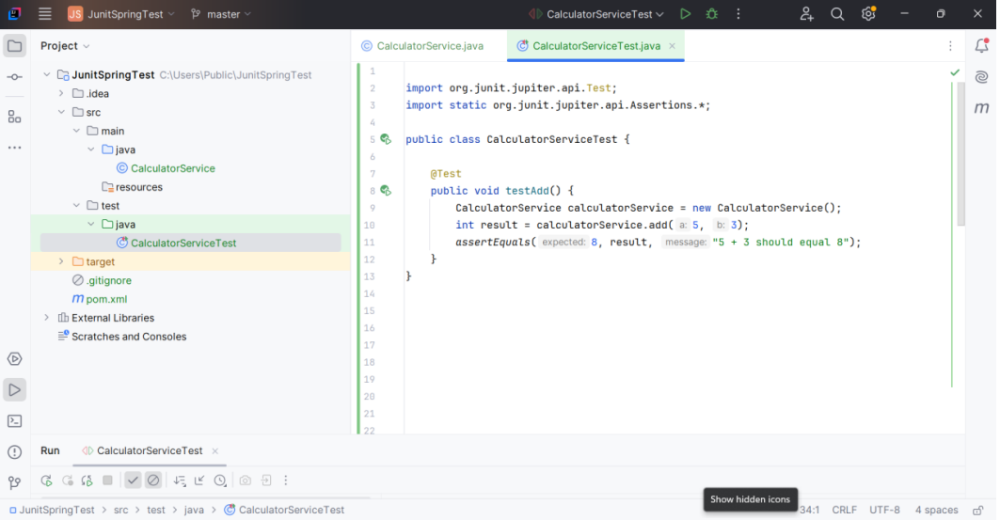 JS JunitSpringTest master CalculatorServiceTest
Project CalculatorService.java CalculatorServiceTest.java
JunitSpringTest C:\Users\Public\JunitSpringTest
.idea
src
main
java
CalculatorService
resources
test
java
CalculatorServiceTest
target
.gitignore
m pom.xml
External Libraries
Scratches and Consoles
1
2 import org.junit.jupiter.api.Test;
3 import static org.junit.jupiter.api.Assertions.*;
4
5 public class CalculatorServiceTest {
6
7 @Test
8 public void testAdd() {
9 CalculatorService calculatorService = new CalculatorService();
10 int result = calculatorService.add( a: 5, b: 3);
11 assertEquals( expected: 8, result, message: "5 + 3 should equal 8");
12 }
13 }
14
15
16
17
18
19
20
21
22
m
Run CalculatorServiceTest
Show hidden icons
JunitSpringTest > src > test > java > CalculatorServiceTest 34:1 CRLF UTF-8 4 spaces